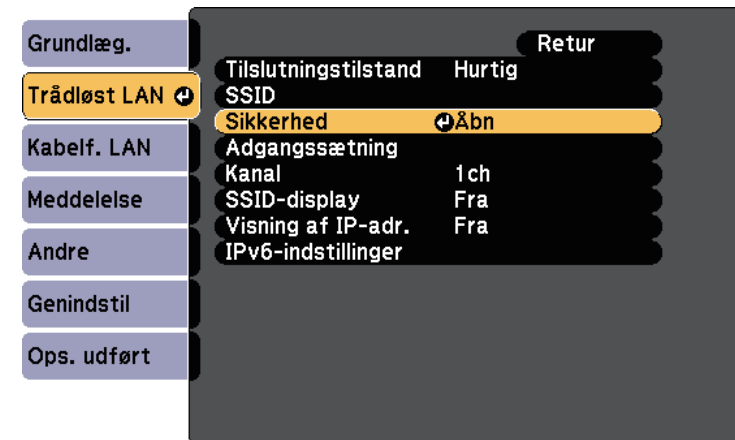 Grundlæg.
Trådløst LAN
Kabelf. LAN
Meddelelse
Andre
Genindstil
Ops. udført
Retur
Tilslutningstilstand Hurtig
SSID
Sikkerhed Åbn
Adgangssætning
Kanal 1ch
SSID-display Fra
Visning af IP-adr. Fra
IPv6-indstillinger